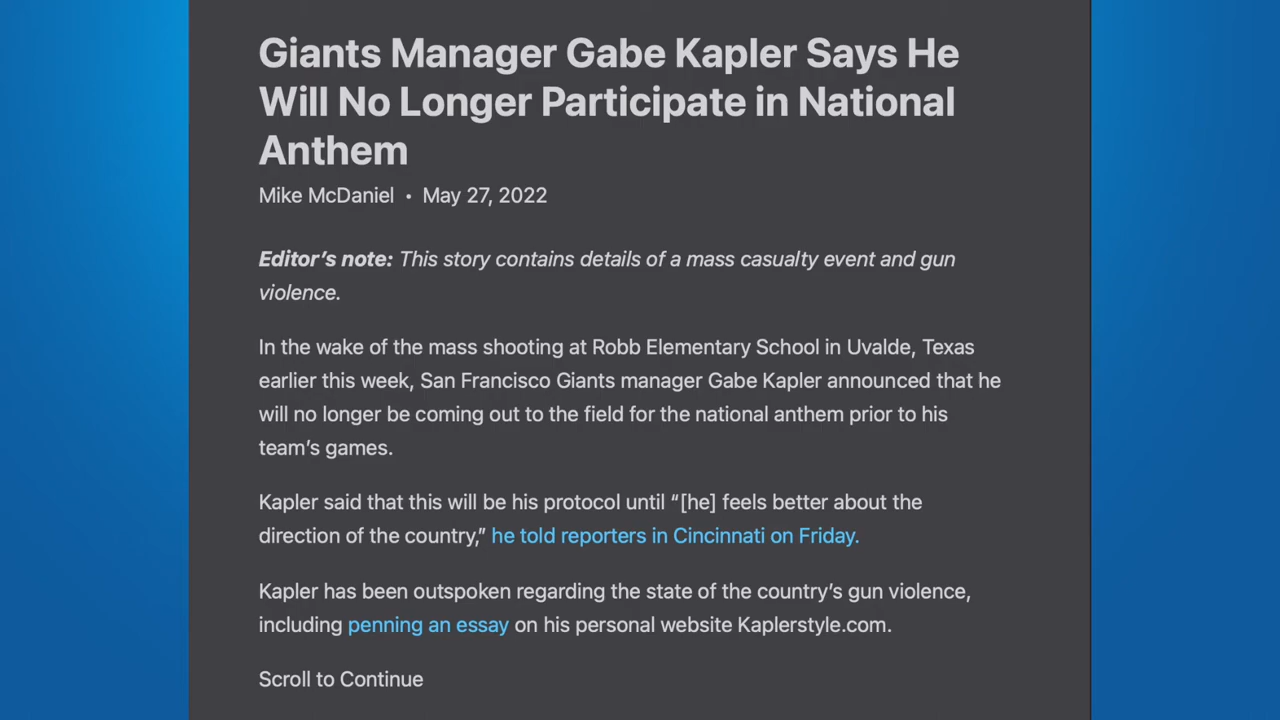 Giants Manager Gabe Kapler Says He
Will No Longer Participate in National
Anthem
Mike McDaniel • May 27, 2022
Editor’s note: This story contains details of a mass casualty event and gun
violence.
In the wake of the mass shooting at Robb Elementary School in Uvalde, Texas
earlier this week, San Francisco Giants manager Gabe Kapler announced that he
will no longer be coming out to the field for the national anthem prior to his
team’s games.
Kapler said that this will be his protocol until “[he] feels better about the
direction of the country,” he told reporters in Cincinnati on Friday.
Kapler has been outspoken regarding the state of the country’s gun violence,
including penning an essay on his personal website Kaplerstyle.com.
Scroll to Continue